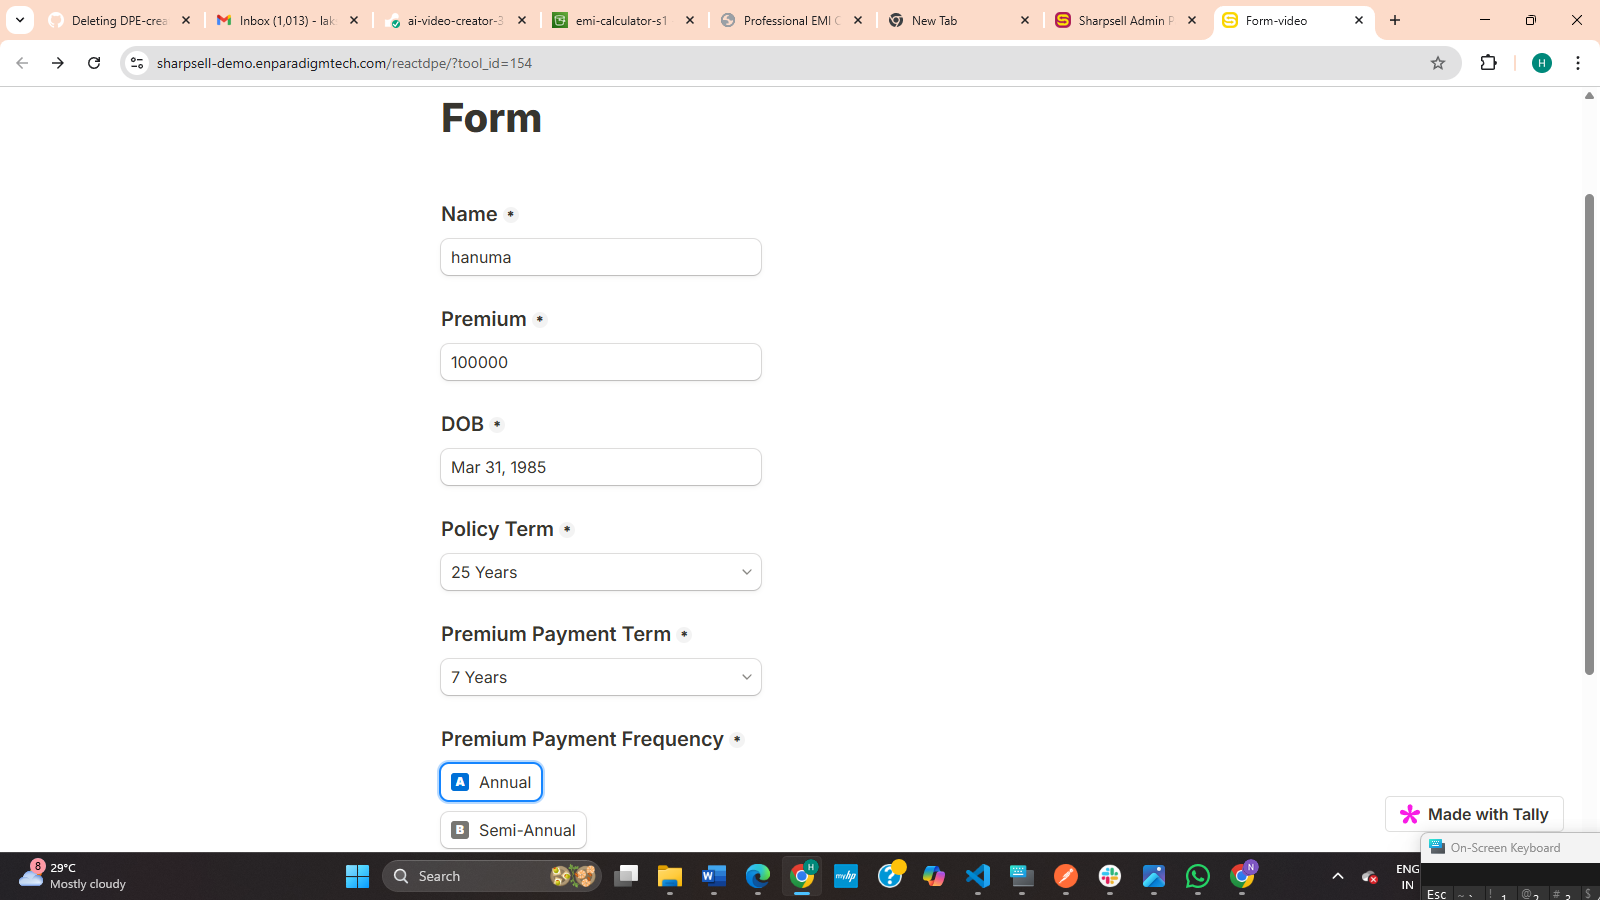 Deleting DPE-crea
Inbox (1,013) - lak
ai-video-creator-3
emi-calculator-s1
Professional EMI C
New Tab
Sharpsell Admin P
Form-video
sharpsell-demo.enparadigmtech.com/reactdpe/?tool_id=154
H
Form
Name *
hanuma
Premium *
100000
DOB *
Mar 31, 1985
Policy Term *
25 Years
Premium Payment Term *
7 Years
Premium Payment Frequency *
A Annual
B Semi-Annual
Made with Tally
On-Screen Keyboard
8
29°C
Mostly cloudy
Search
H
myhp
N
ENG
IN
Esc